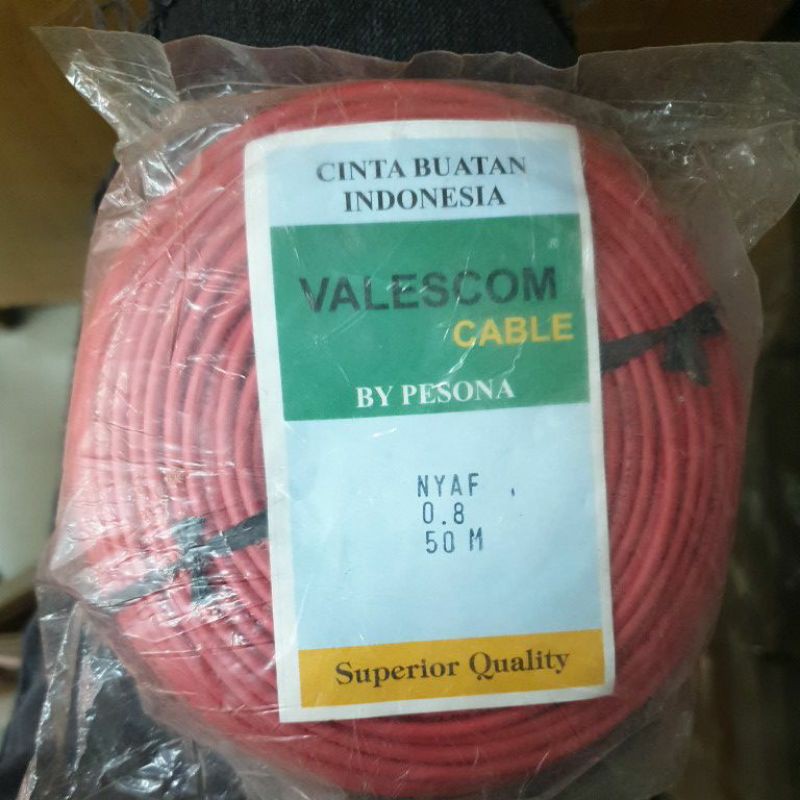 CINTA BUATAN
INDONESIA
VALESCOM
CABLE
BY PESONA
NYAF
0.8
50 M
Superior Quality